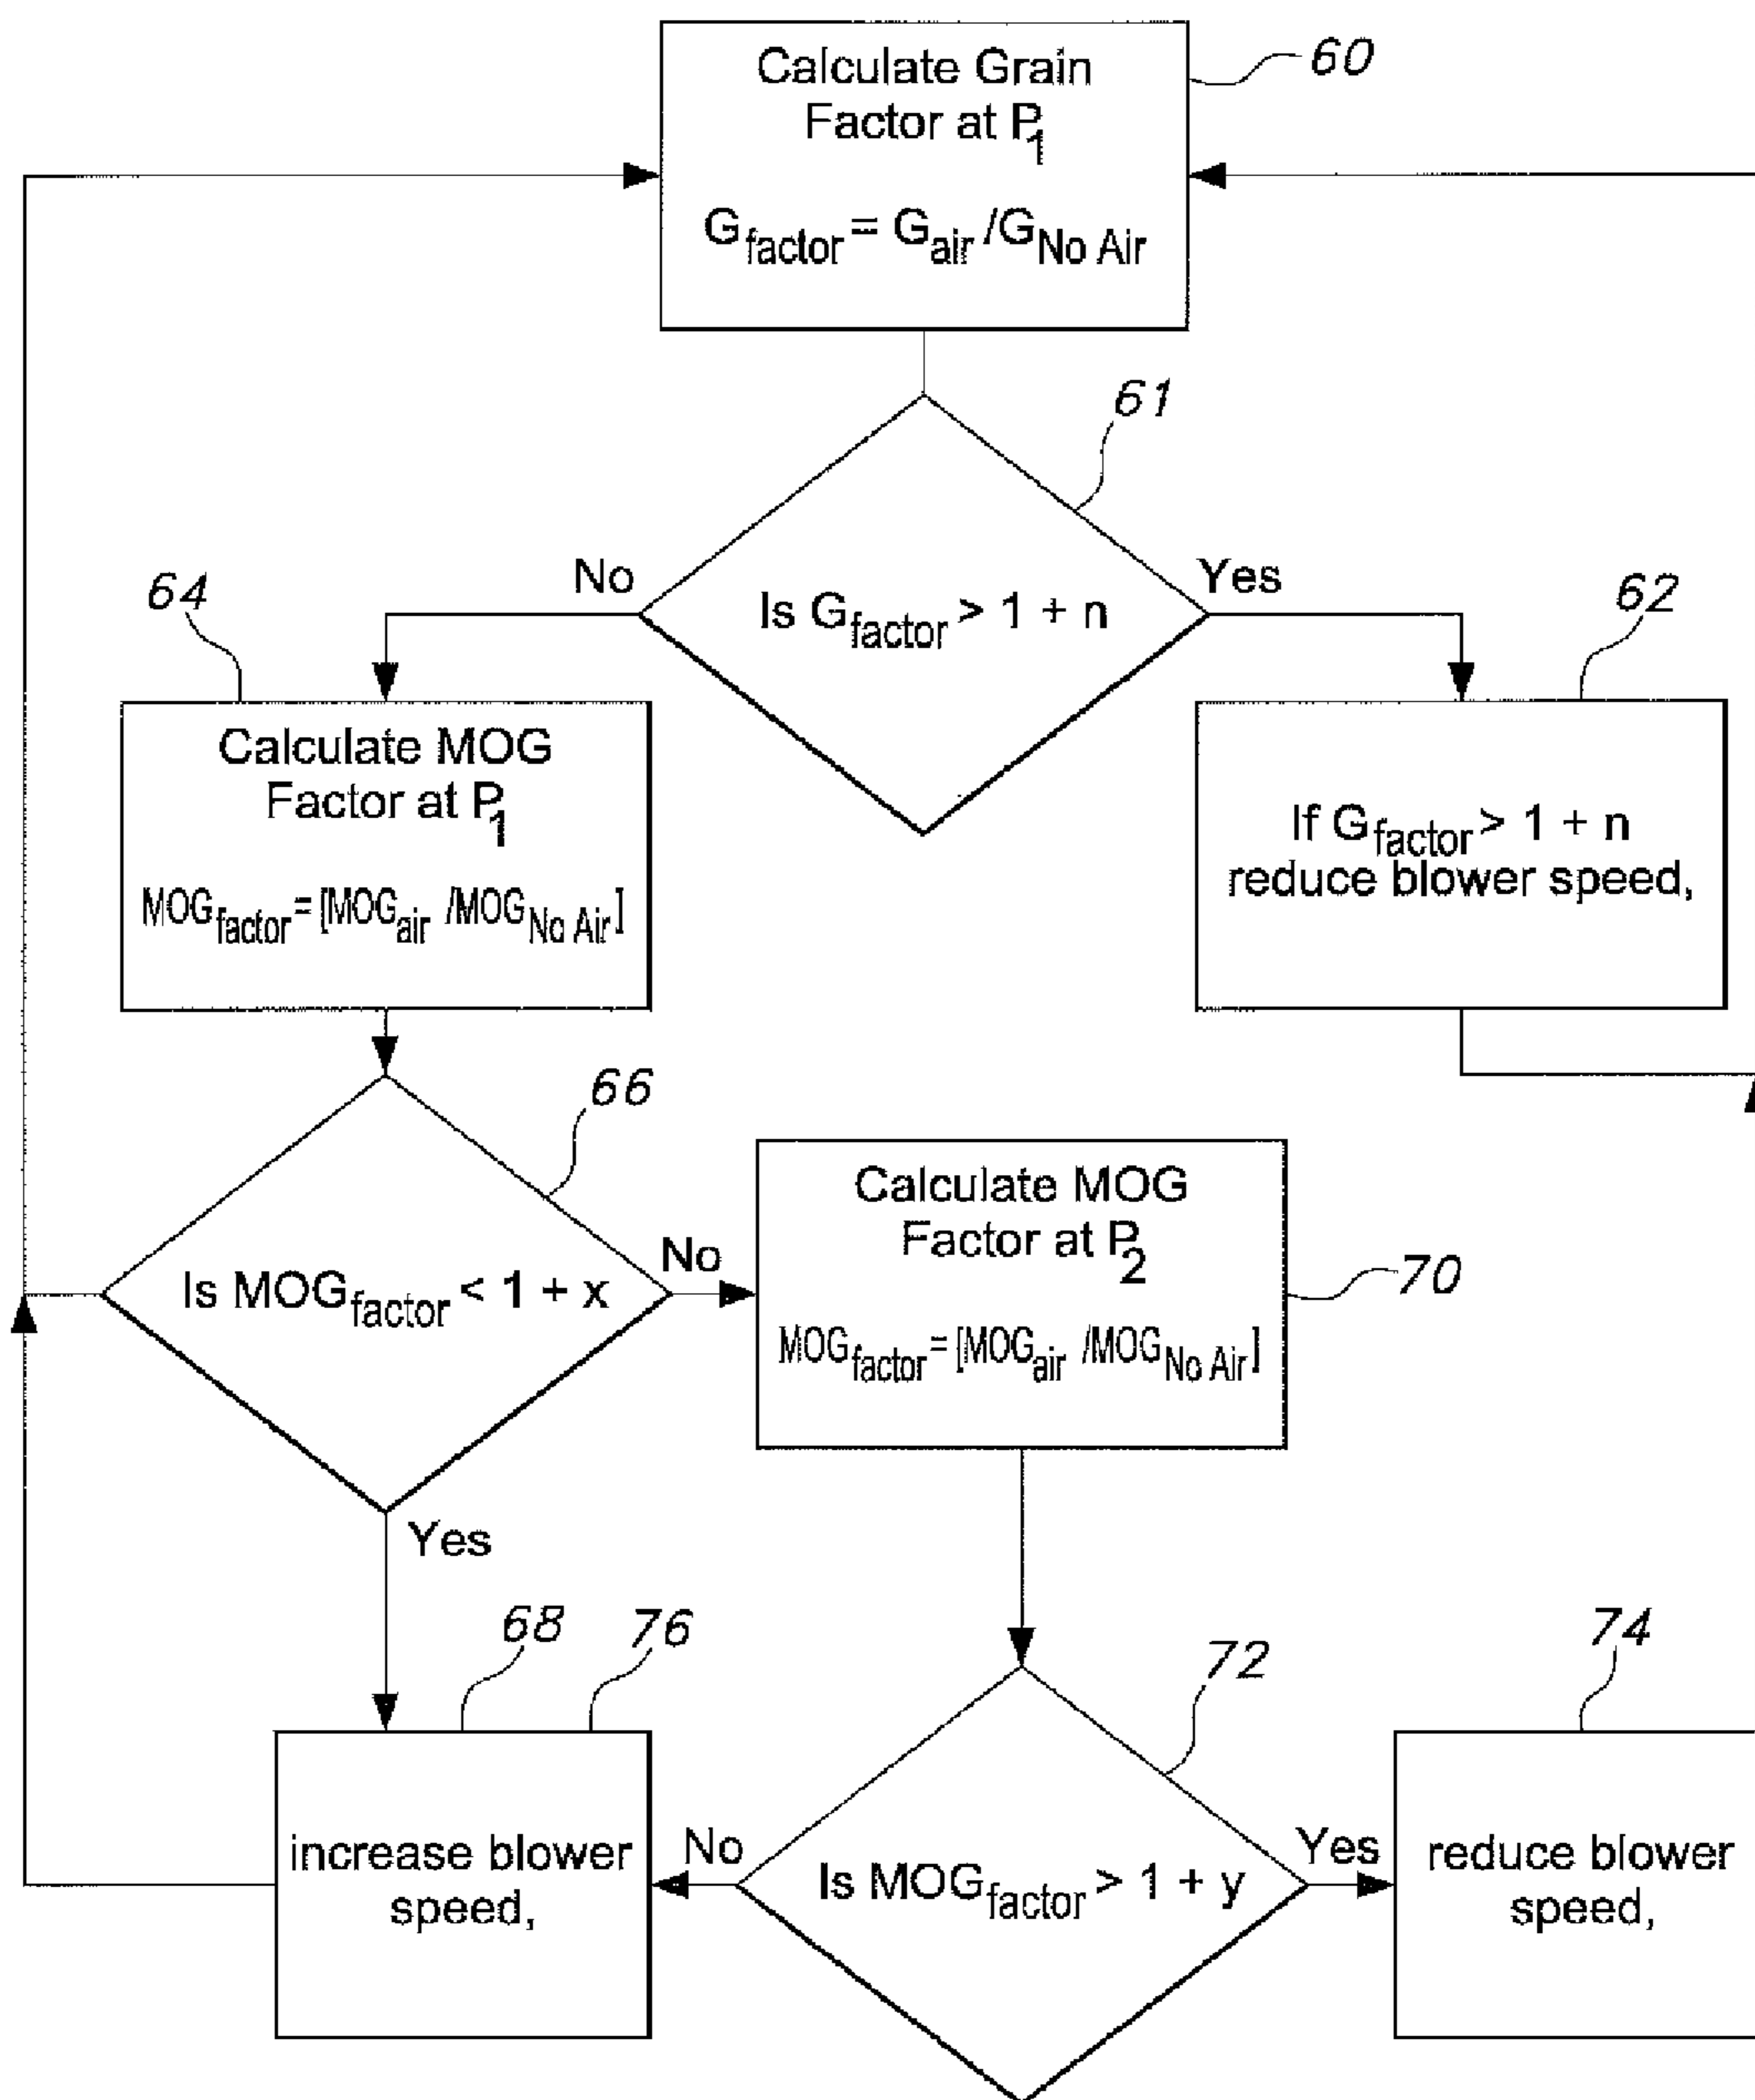 Calculate Grain
Factor at P1
Gfactor = Gair /GNo Air
60
61
Is Gfactor > 1 + n
No
Yes
64
62
Calculate MOG
Factor at P1
MOGfactor = [MOGair /MOGNo Air]
If Gfactor > 1 + n
reduce blower speed,
66
Is MOGfactor < 1 + x
No
Yes
Calculate MOG
Factor at P2
MOGfactor = [MOGair /MOGNo Air]
70
68
76
increase blower
speed,
72
Is MOGfactor > 1 + y
No
Yes
74
reduce blower
speed,